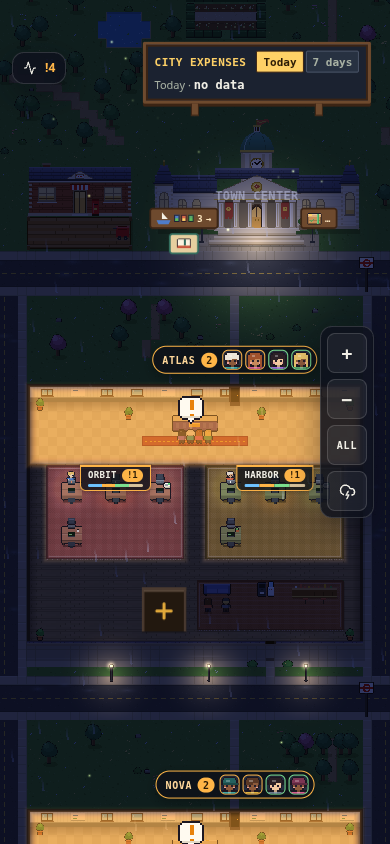 !4
CITY EXPENSES Today 7 days
Today · no data
TOWN CENTER
3 → …
ATLAS 2
+
−
ALL
ORBIT !1
HARBOR !1
!
+
NOVA 2
!